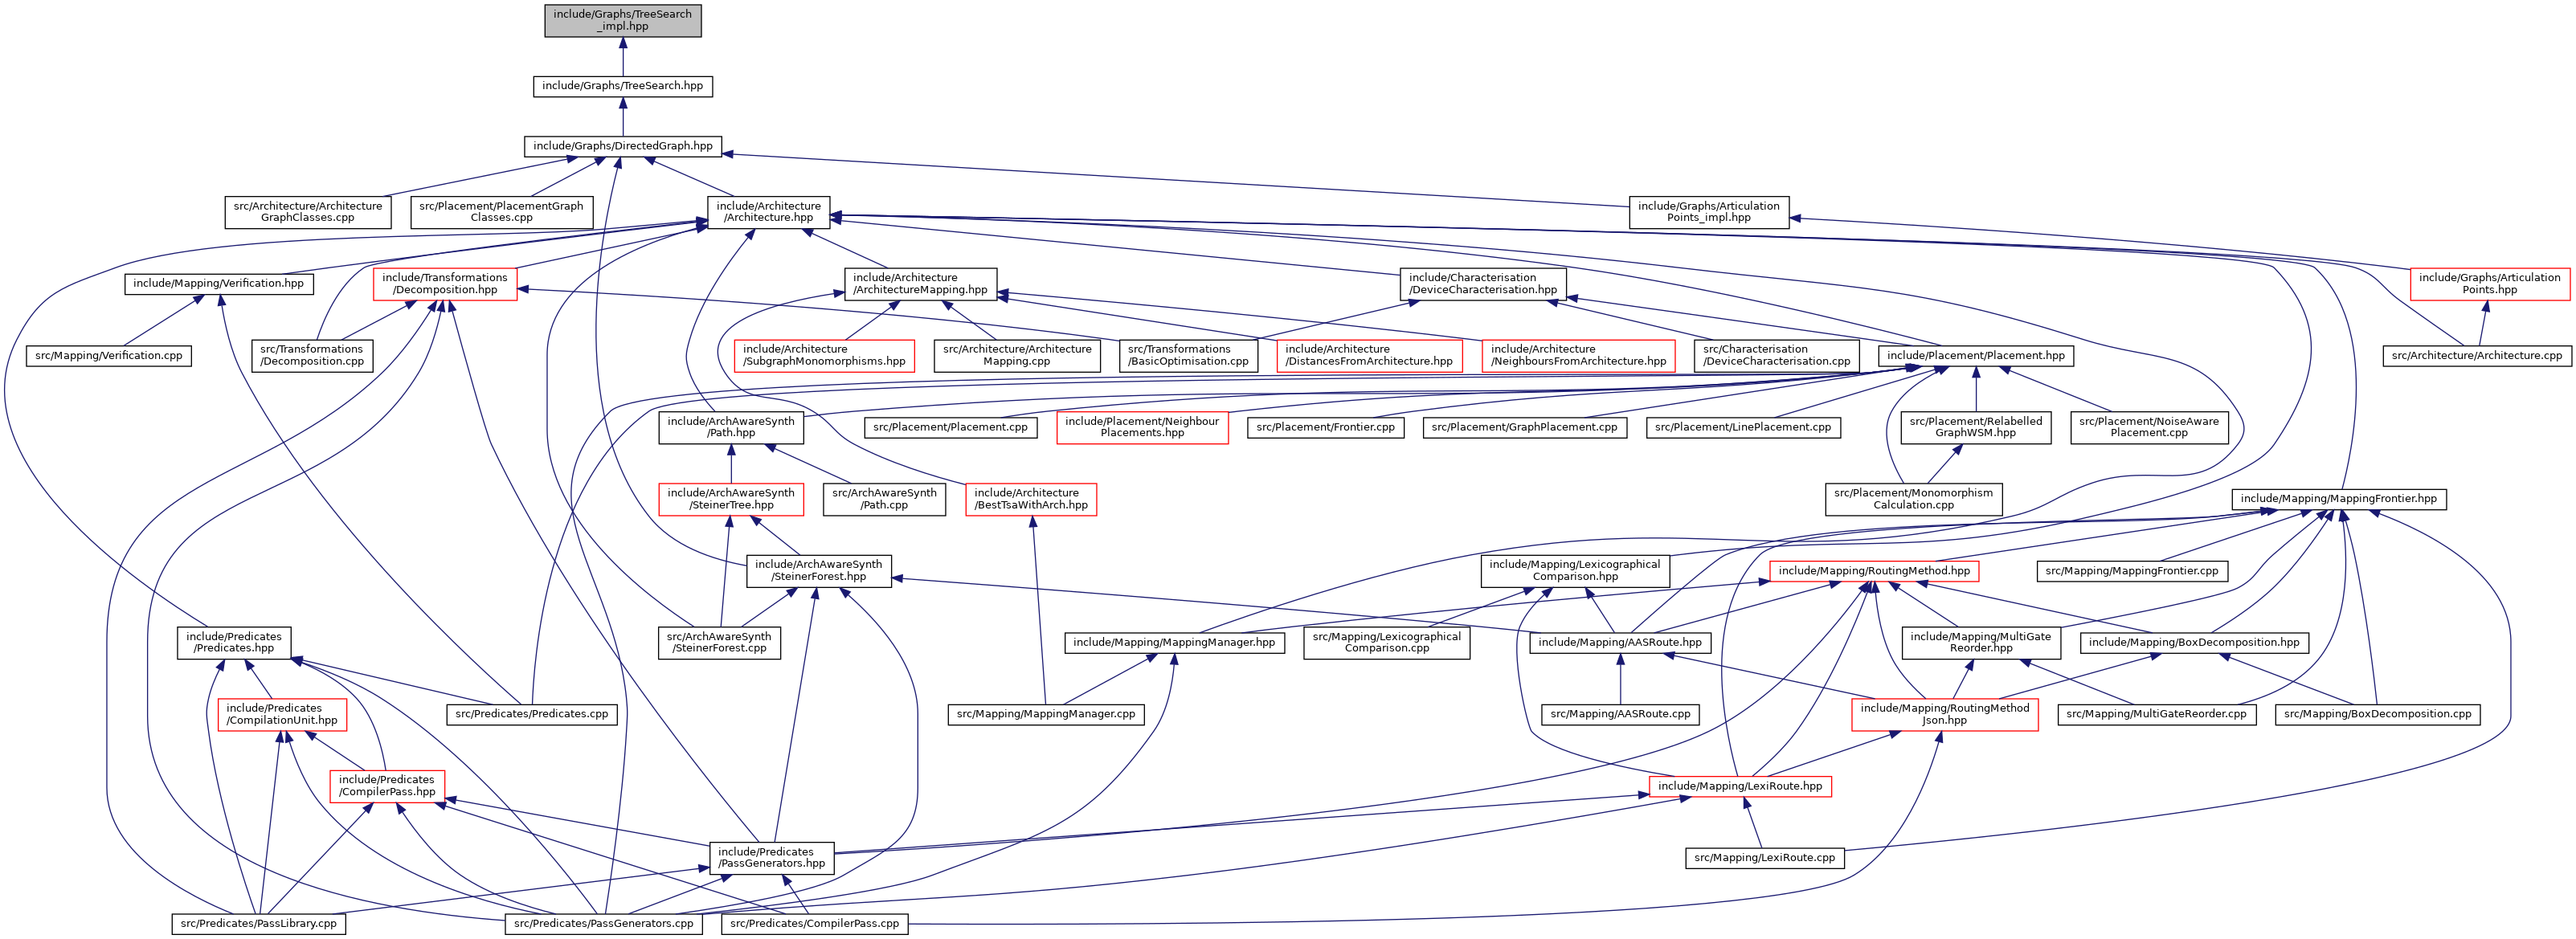 include/Graphs/TreeSearch
_impl.hpp
include/Graphs/TreeSearch.hpp
include/Graphs/DirectedGraph.hpp
src/Architecture/Architecture
GraphClasses.cpp
src/Placement/PlacementGraph
Classes.cpp
include/Architecture
/Architecture.hpp
include/Graphs/Articulation
Points_impl.hpp
include/Mapping/Verification.hpp
include/Transformations
/Decomposition.hpp
include/Architecture
/ArchitectureMapping.hpp
include/Characterisation
/DeviceCharacterisation.hpp
include/Graphs/Articulation
Points.hpp
src/Mapping/Verification.cpp
src/Transformations
/Decomposition.cpp
include/Architecture
/SubgraphMonomorphisms.hpp
src/Architecture/Architecture
Mapping.cpp
src/Transformations
/BasicOptimisation.cpp
include/Architecture
/DistancesFromArchitecture.hpp
include/Architecture
/NeighboursFromArchitecture.hpp
src/Characterisation
/DeviceCharacterisation.cpp
include/Placement/Placement.hpp
src/Architecture/Architecture.cpp
include/ArchAwareSynth
/Path.hpp
src/Placement/Placement.cpp
include/Placement/Neighbour
Placements.hpp
src/Placement/Frontier.cpp
src/Placement/GraphPlacement.cpp
src/Placement/LinePlacement.cpp
src/Placement/Relabelled
GraphWSM.hpp
src/Placement/NoiseAware
Placement.cpp
include/ArchAwareSynth
/SteinerTree.hpp
src/ArchAwareSynth
/Path.cpp
include/Architecture
/BestTsaWithArch.hpp
src/Placement/Monomorphism
Calculation.cpp
include/Mapping/MappingFrontier.hpp
include/ArchAwareSynth
/SteinerForest.hpp
include/Mapping/Lexicographical
Comparison.hpp
include/Mapping/RoutingMethod.hpp
src/Mapping/MappingFrontier.cpp
include/Predicates
/Predicates.hpp
src/ArchAwareSynth
/SteinerForest.cpp
include/Mapping/MappingManager.hpp
src/Mapping/Lexicographical
Comparison.cpp
include/Mapping/AASRoute.hpp
include/Mapping/MultiGate
Reorder.hpp
include/Mapping/BoxDecomposition.hpp
include/Predicates
/CompilationUnit.hpp
src/Predicates/Predicates.cpp
src/Mapping/MappingManager.cpp
src/Mapping/AASRoute.cpp
include/Mapping/RoutingMethod
Json.hpp
src/Mapping/MultiGateReorder.cpp
src/Mapping/BoxDecomposition.cpp
include/Predicates
/CompilerPass.hpp
include/Mapping/LexiRoute.hpp
include/Predicates
/PassGenerators.hpp
src/Mapping/LexiRoute.cpp
src/Predicates/PassLibrary.cpp
src/Predicates/PassGenerators.cpp
src/Predicates/CompilerPass.cpp